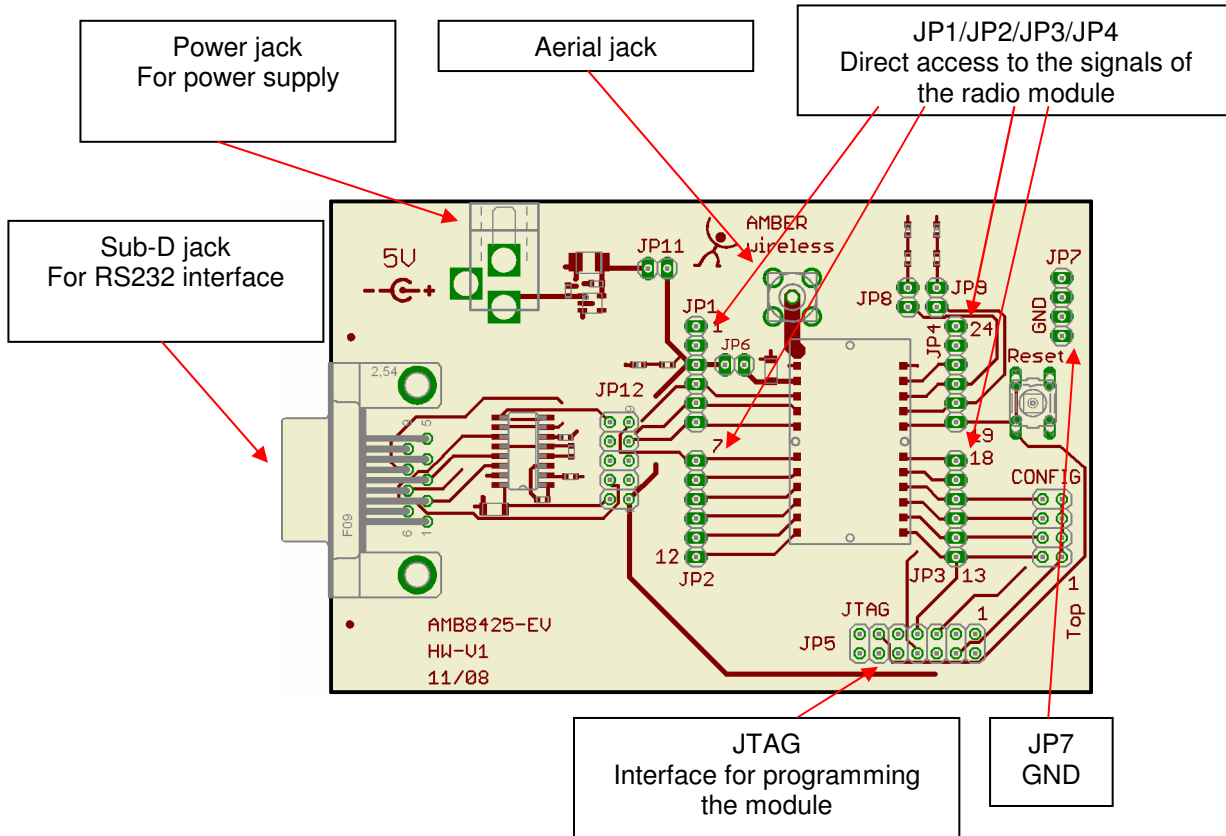 Power jack
For power supply
Aerial jack
JP1/JP2/JP3/JP4
Direct access to the signals of
the radio module
Sub-D jack
For RS232 interface
5V
- +
JP11
AMBER
wireless
JP8
JP9
JP7
GND
JP1
1
JP6
JP4
24
Reset
2,54
JP12
9
9
5
7
19
18
CONFIG
F09
6
1
12
JP2
JP3
13
1
Top
JTAG
1
JP5
AMB8425-EV
HW-V1
11/08
JTAG
Interface for programming
the module
JP7
GND